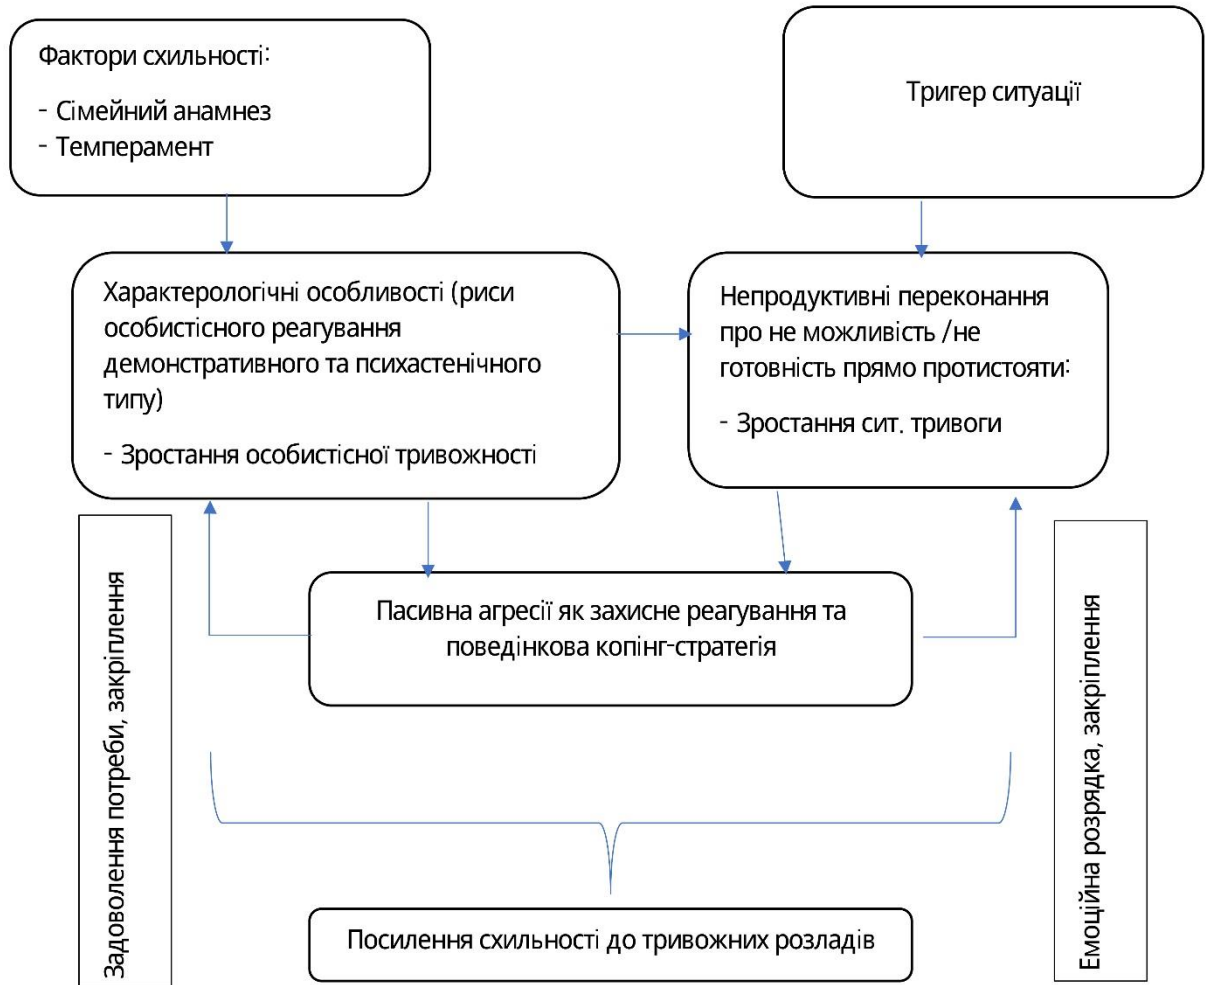 Фактори схильності:
- Сімейний анамнез
- Темперамент
Тригер ситуації
Характерологічні особливості (риси
особистісного реагування
демонстративного та психастенічного
типу)
- Зростання особистісної тривожності
Непродуктивні переконання
про не можливість /не
готовність прямо протистояти:
- Зростання сит. тривоги
Задоволення потреби, закріплення
Пасивна агресії як захисне реагування та
поведінкова копінг-стратегія
Емоційна розрядка, закріплення
Посилення схильності до тривожних розладів